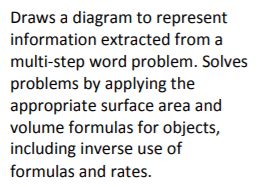 Draws a diagram to represent
information extracted from a
multi-step word problem. Solves
problems by applying the
appropriate surface area and
volume formulas for objects,
including inverse use of
formulas and rates.